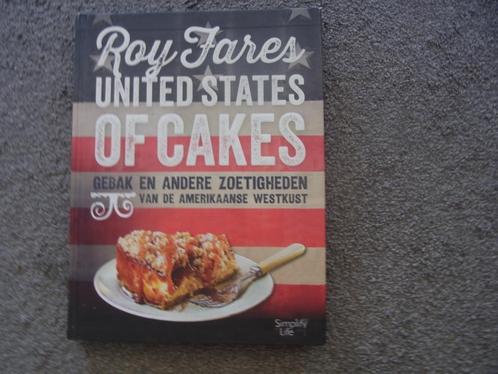 Roy Fares
UNITED STATES
OF CAKES
GEBAK EN ANDERE ZOETIGHEDEN
VAN DE AMERIKAANSE WESTKUST
Simplify
Life